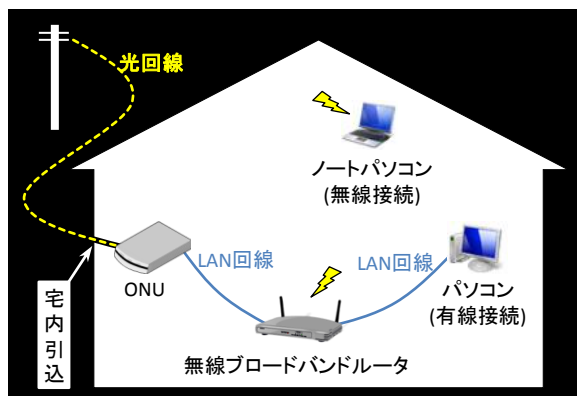 光回線
ノートパソコン
(無線接続)
LAN回線
LAN回線
ONU
パソコン
(有線接続)
宅内引込
無線ブロードバンドルータ